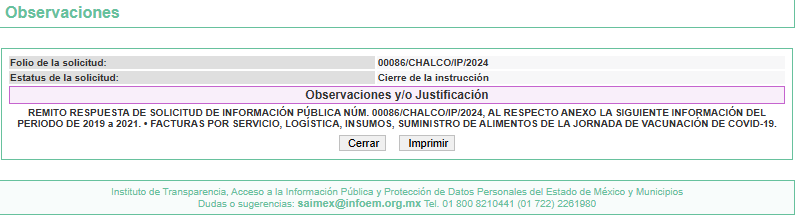 Observaciones
Folio de la solicitud: 00086/CHALCO/IP/2024
Estatus de la solicitud: Cierre de la instrucción
Observaciones y/o Justificación
REMITO RESPUESTA DE SOLICITUD DE INFORMACIÓN PÚBLICA NÚM. 00086/CHALCO/IP/2024, AL RESPECTO ANEXO LA SIGUIENTE INFORMACIÓN DEL
PERIODO DE 2019 a 2021. • FACTURAS POR SERVICIO, LOGÍSTICA, INSUMOS, SUMINISTRO DE ALIMENTOS DE LA JORNADA DE VACUNACIÓN DE COVID-19.
Cerrar Imprimir
Instituto de Transparencia, Acceso a la Información Pública y Protección de Datos Personales del Estado de México y Municipios
Dudas o sugerencias: saimex@infoem.org.mx Tel. 01 800 8210441 (01 722) 2261980